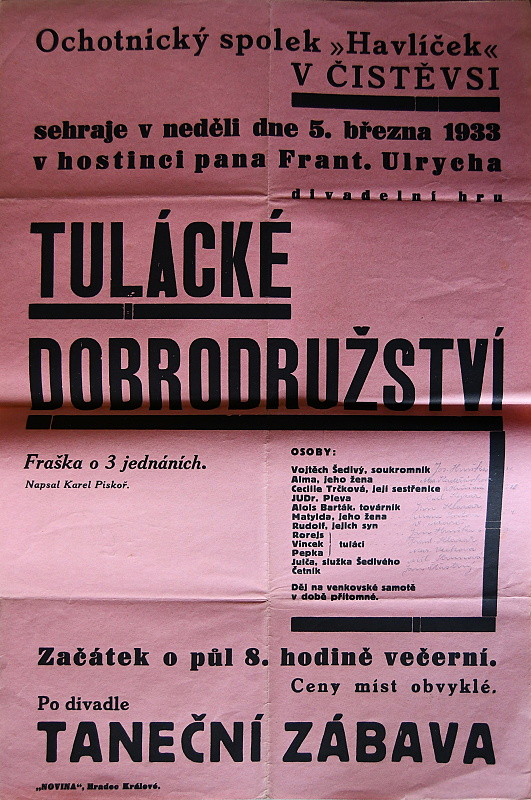 Ochotnický spolek »Havlíček«
V ČISTĚVSI
sehraje v neděli dne 5. března 1933
v hostinci pana Frant. Ulrycha
divadelní hru
TULÁCKÉ
DOBRODRUŽSTVÍ
Fraška o 3 jednáních.
Napsal Karel Piskoř.
OSOBY:
Vojtěch Šedivý, soukromník
Alma, jeho žena
Cecilie Trčková, její sestřenice
JUDr. Pleva
Alois Barták, továrník
Matylda, jeho žena
Rudolf, jejich syn
Rorejs
Vincek tuláci
Pepka
Julča, služka Šedivého
Četník
Děj na venkovské samotě
v době přítomné.
Začátek o půl 8. hodině večerní.
Ceny míst obvyklé.
Po divadle
TANEČNÍ ZÁBAVA
„NOVINA", Hradec Králové.